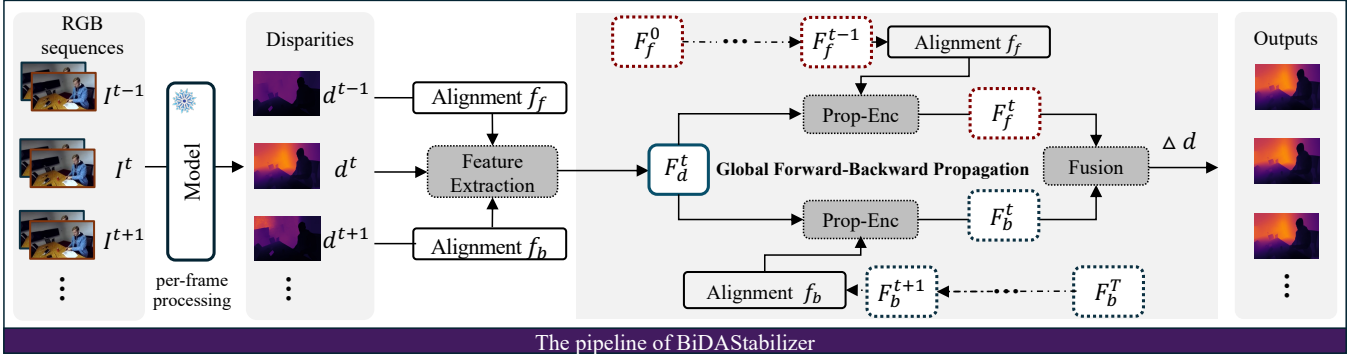 RGB
sequences
I^{t-1}
I^{t}
I^{t+1}
⋮
Model
per-frame
processing
Disparities
d^{t-1}
d^{t}
d^{t+1}
⋮
Alignment f_f
Feature
Extraction
Alignment f_b
F_d^t
F_f^0
•••
F_f^{t-1}
Alignment f_f
Prop-Enc
F_f^t
Global Forward-Backward Propagation
Prop-Enc
F_b^t
Alignment f_b
F_b^{t+1}
•••
F_b^T
Fusion
△ d
Outputs
⋮
The pipeline of BiDAStabilizer